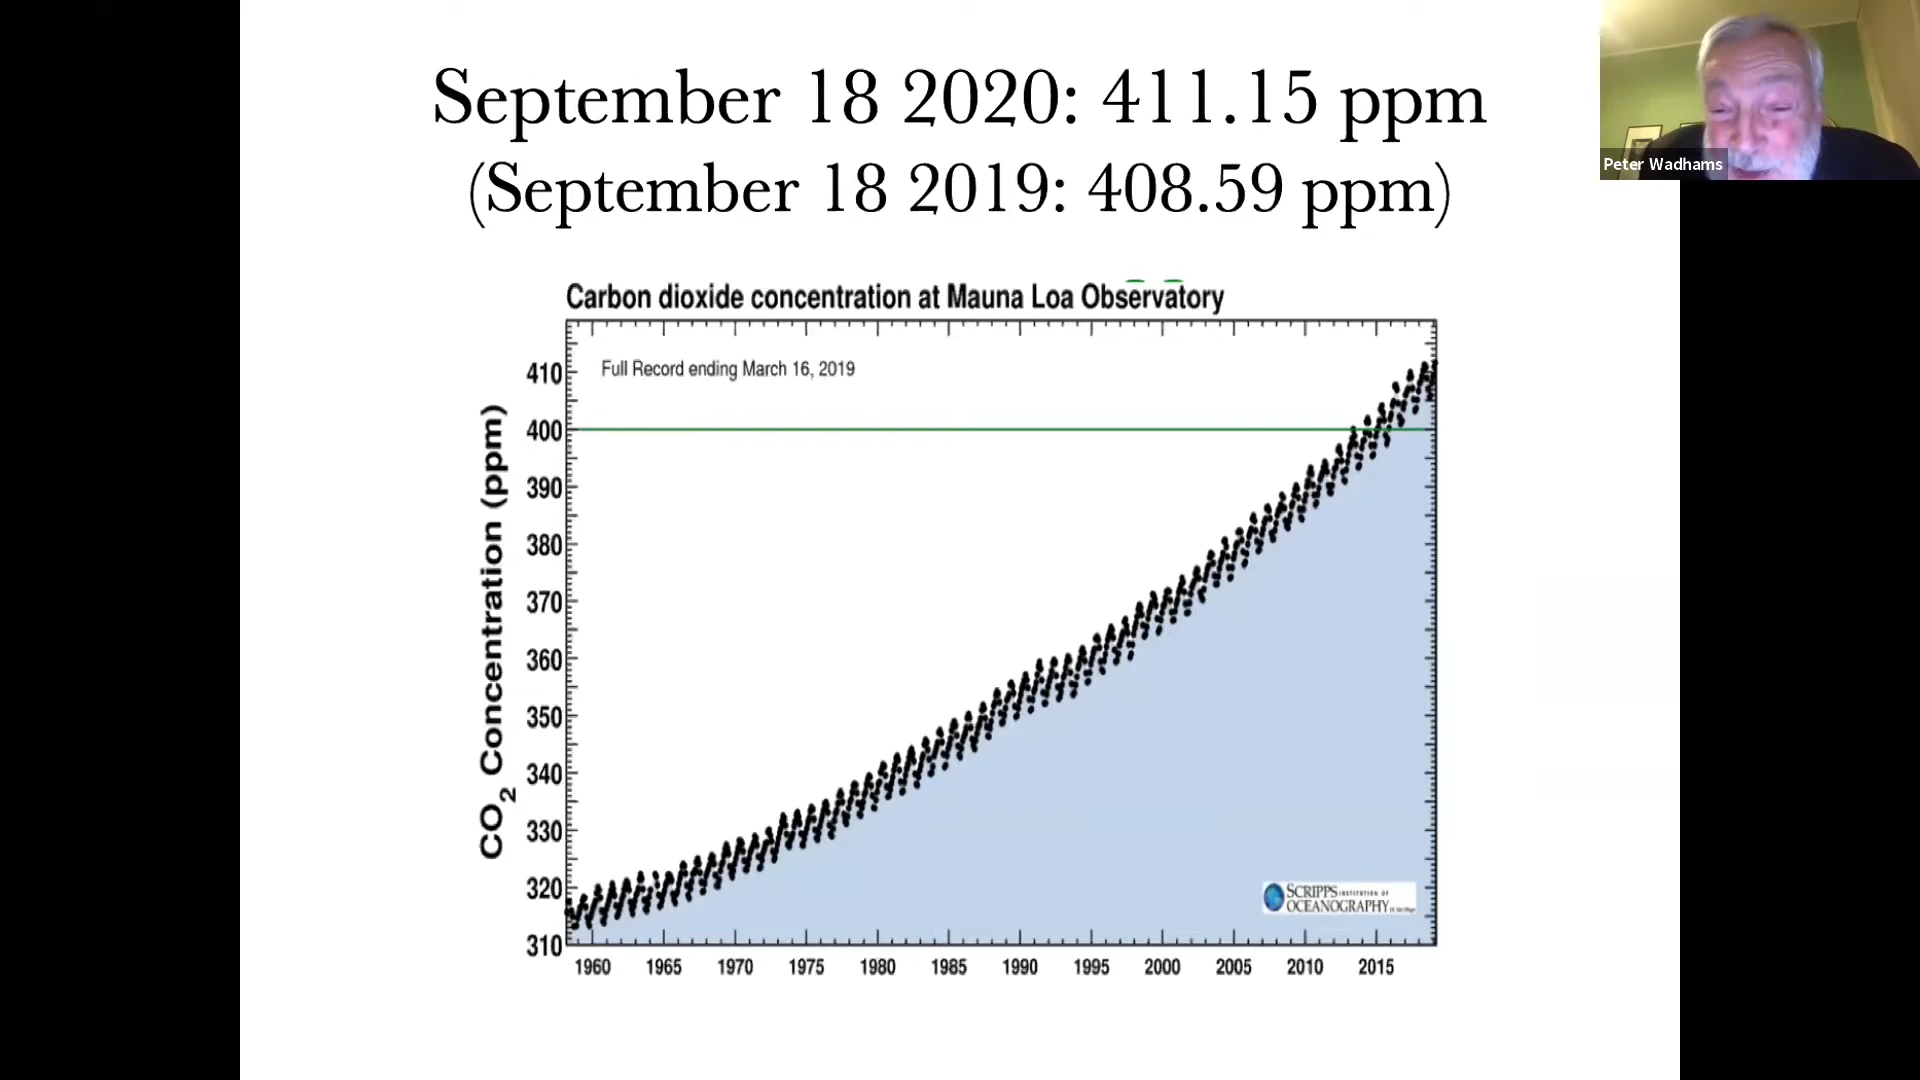 September 18 2020: 411.15 ppm
(September 18 2019: 408.59 ppm)
Peter Wadhams
Carbon dioxide concentration at Mauna Loa Observatory
Full Record ending March 16, 2019
CO2 Concentration (ppm)
410
400
390
380
370
360
350
340
330
320
310
1960 1965 1970 1975 1980 1985 1990 1995 2000 2005 2010 2015
SCRIPPS INSTITUTION OF
OCEANOGRAPHY